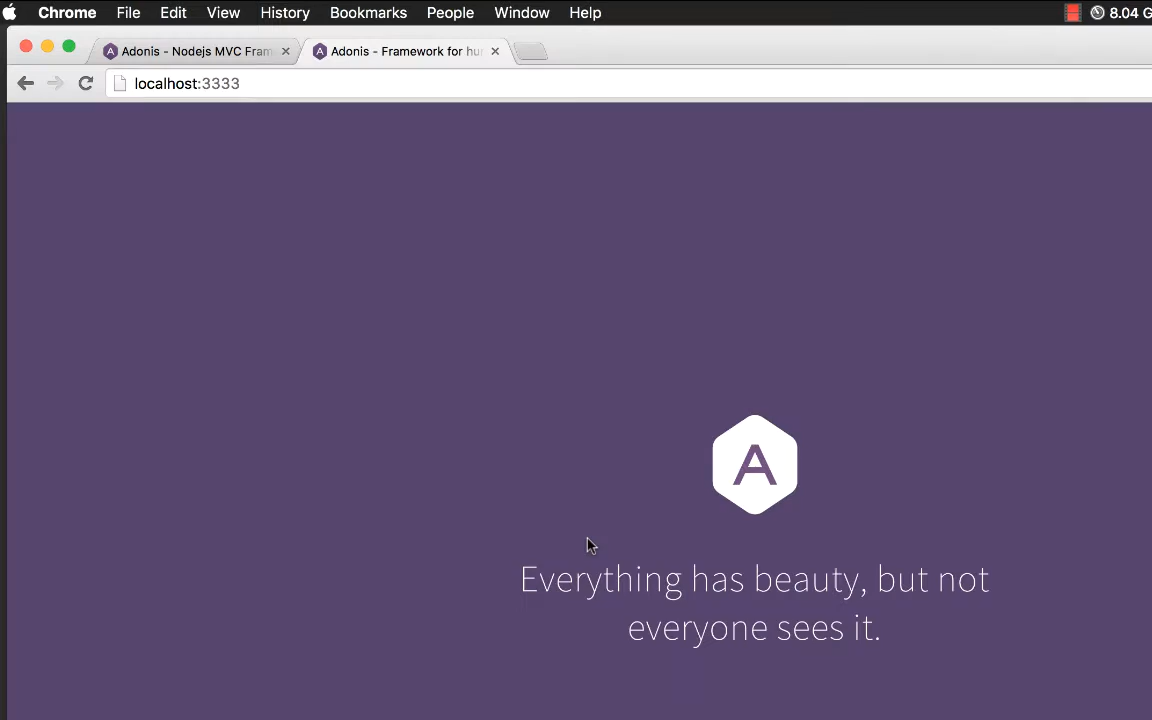 Chrome File Edit View History Bookmarks People Window Help 8.04 G
Adonis - Nodejs MVC Fram Adonis - Framework for hu
localhost:3333
A
Everything has beauty, but not
everyone sees it.